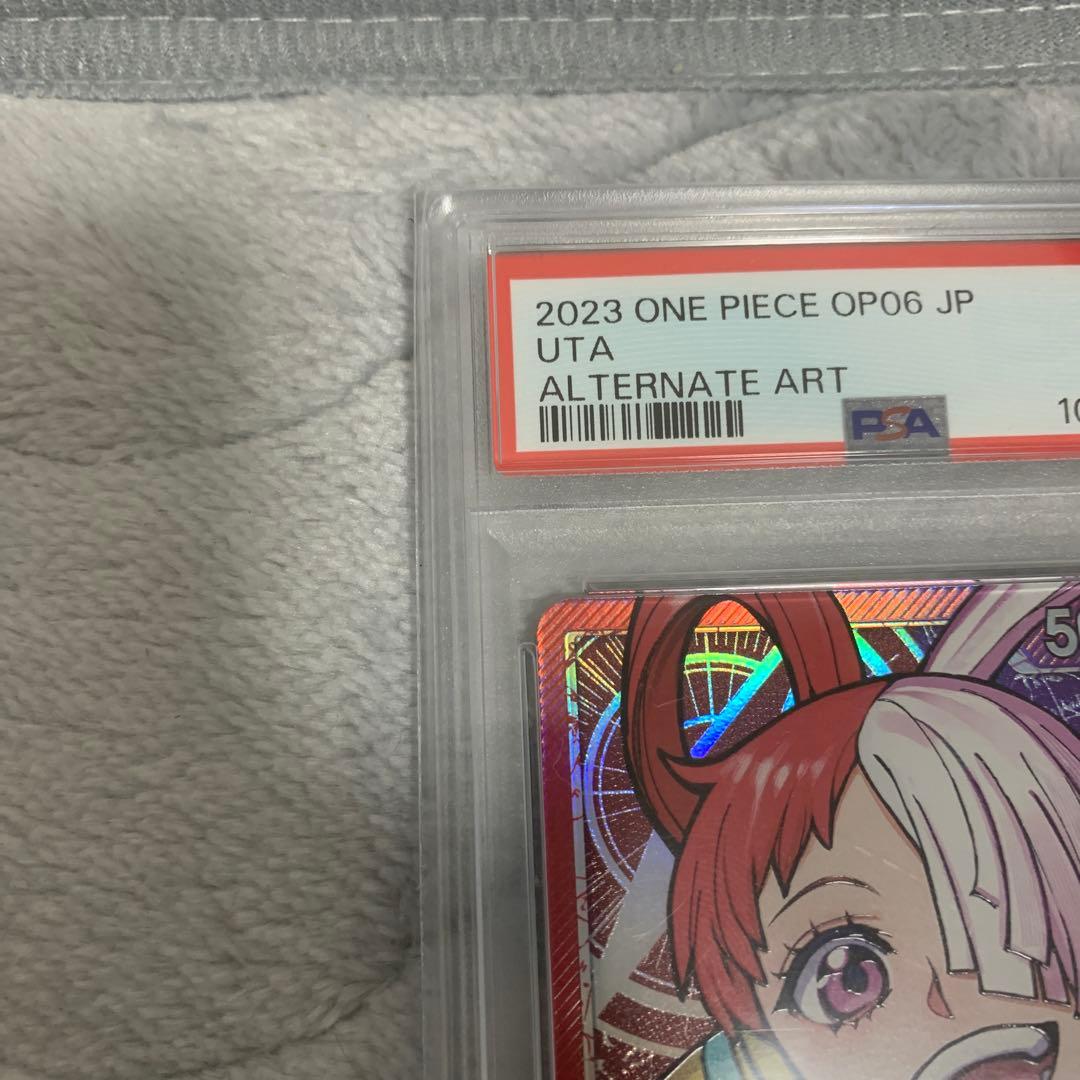 2023 ONE PIECE OP06 JP
UTA
ALTERNATE ART
PSA